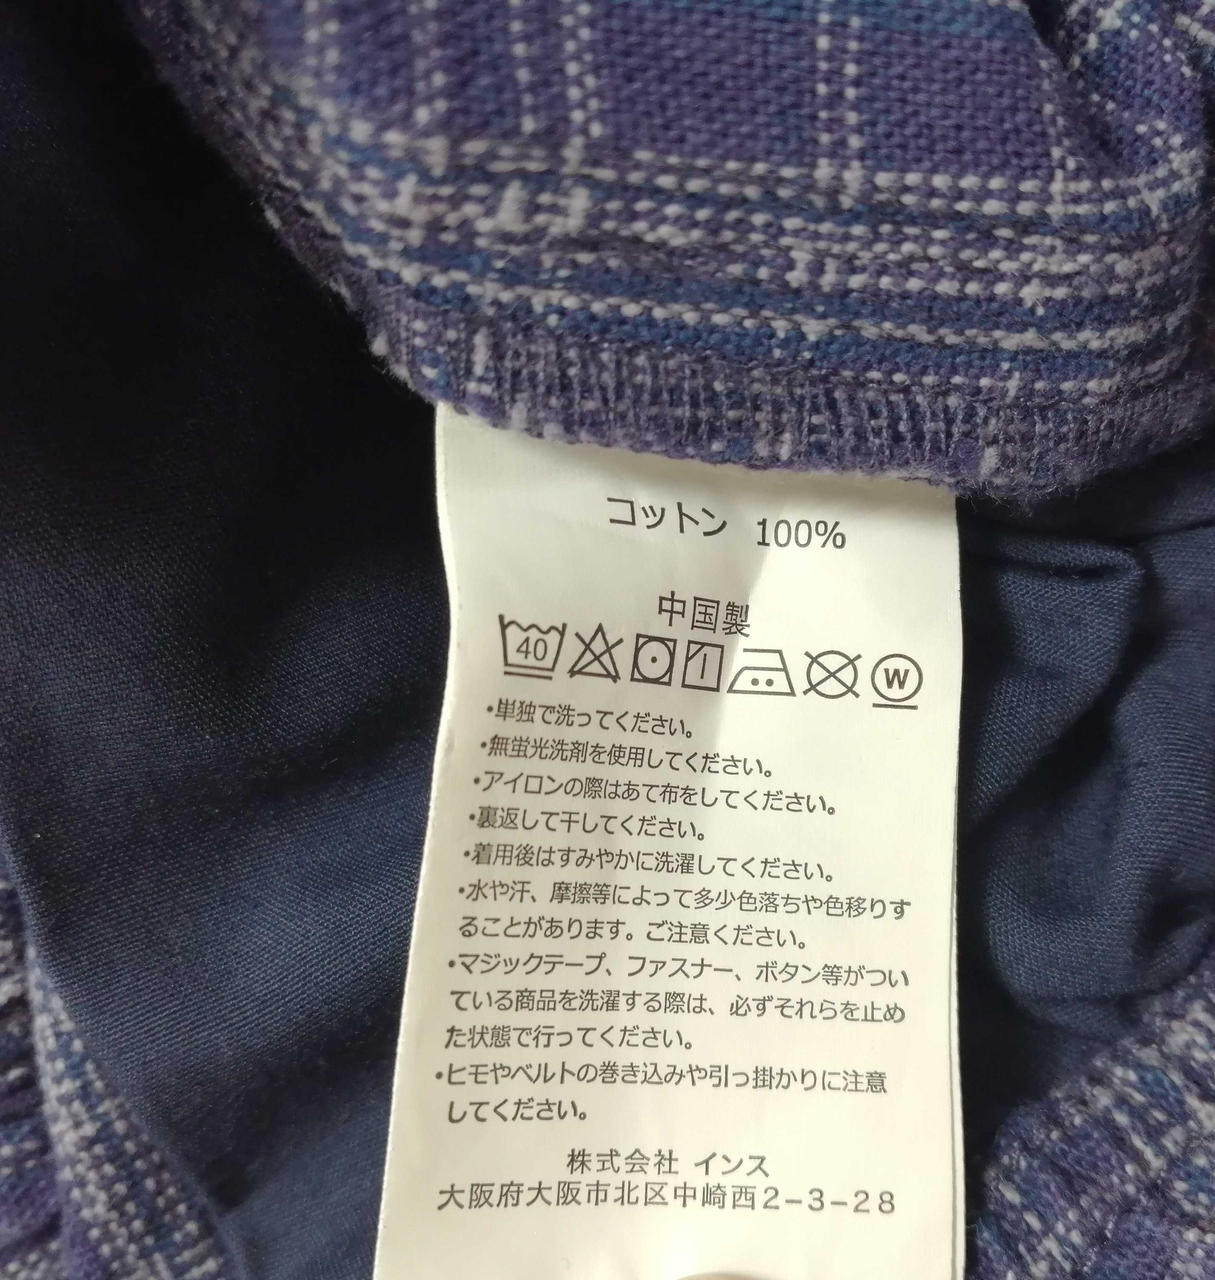 コットン 100%
中国製
40 W
・単独で洗ってください。
・無蛍光洗剤を使用してください。
・アイロンの際はあて布をしてください。
・裏返して干してください。
・着用後はすみやかに洗濯してください。
・水や汗、摩擦等によって多少色落ちや色移りす
ることがあります。ご注意ください。
・マジックテープ、ファスナー、ボタン等がつい
ている商品を洗濯する際は、必ずそれらを止め
た状態で行ってください。
・ヒモやベルトの巻き込みや引っ掛かりに注意
してください。
株式会社 インス
大阪府大阪市北区中崎西2-3-28